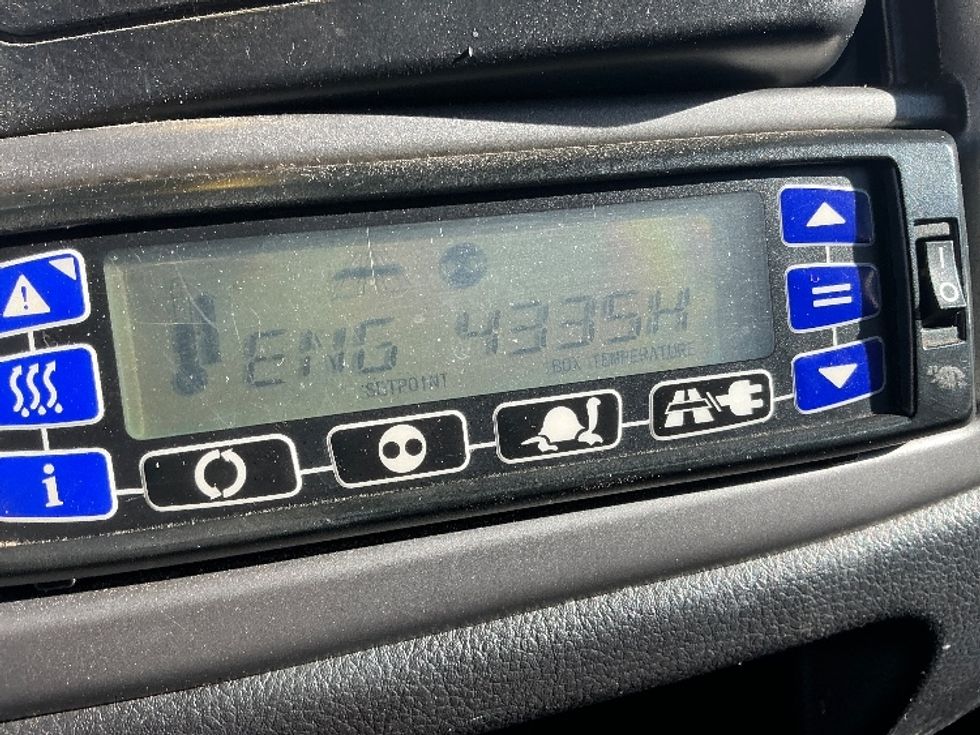 ENG 4335H
SETPOINT BOX TEMPERATURE
i
I
O